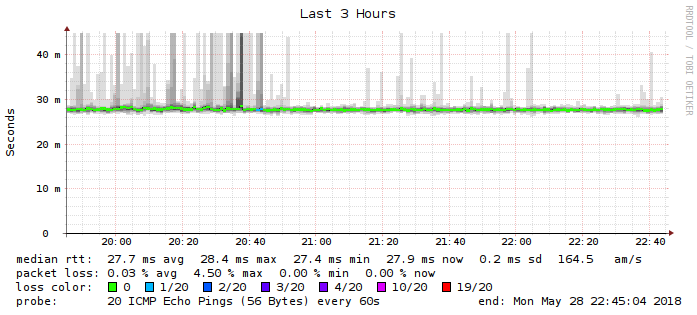 Last 3 Hours
RRDTOOL / TOBI OETIKER
Seconds
40 m
30 m
20 m
10 m
0
20:00 20:20 20:40 21:00 21:20 21:40 22:00 22:20 22:40
median rtt: 27.7 ms avg 28.4 ms max 27.4 ms min 27.9 ms now 0.2 ms sd 164.5 am/s
packet loss: 0.03 % avg 4.50 % max 0.00 % min 0.00 % now
loss color: 0 1/20 2/20 3/20 4/20 10/20 19/20
probe: 20 ICMP Echo Pings (56 Bytes) every 60s end: Mon May 28 22:45:04 2018